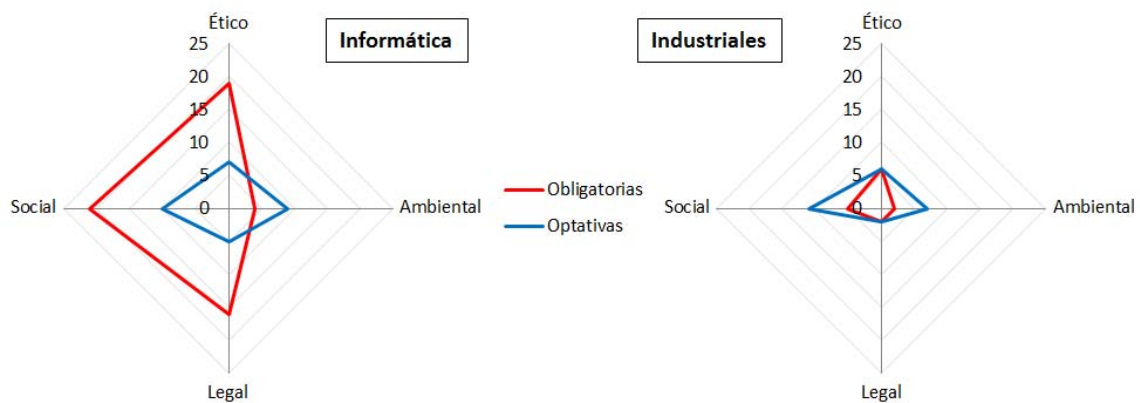 Ético
25
Informática
20
15
10
5
0
Social
Ambiental
Legal
Obligatorias
Optativas
Ético
25
Industriales
20
15
10
5
0
Social
Ambiental
Legal